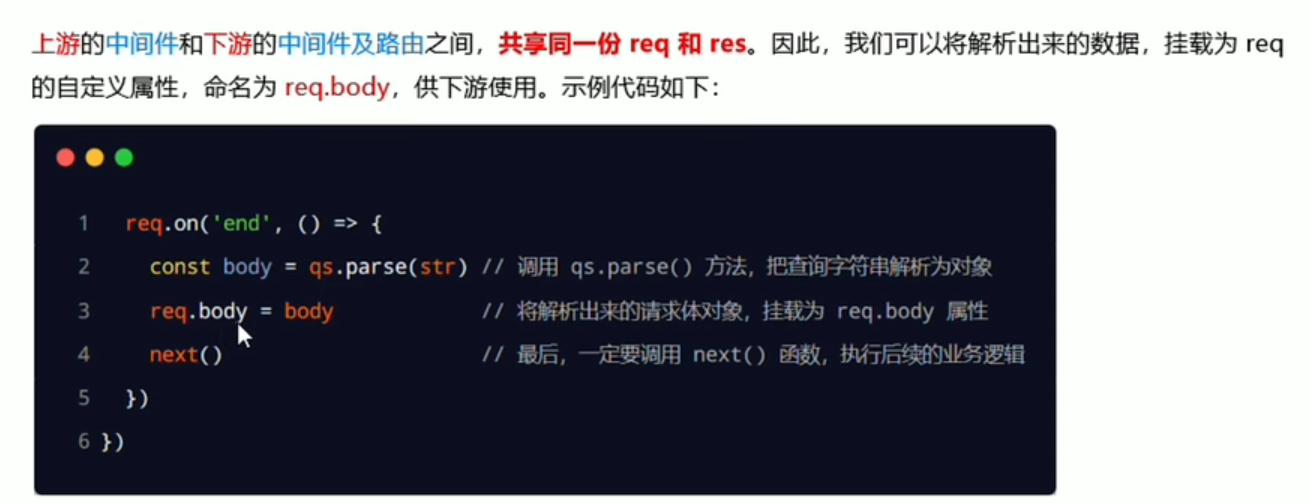 上游的中间件和下游的中间件及路由之间，共享同一份 req 和 res。因此，我们可以将解析出来的数据，挂载为 req
的自定义属性，命名为 req.body，供下游使用。示例代码如下：
1 req.on('end', () => {
2 const body = qs.parse(str) // 调用 qs.parse() 方法，把查询字符串解析为对象
3 req.body = body // 将解析出来的请求体对象，挂载为 req.body 属性
4 next() // 最后，一定要调用 next() 函数，执行后续的业务逻辑
5 })
6 })